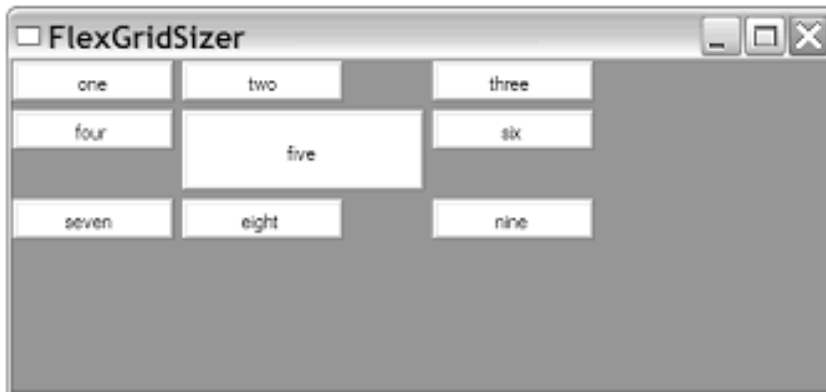 FlexGridSizer
one two three
four five six
seven eight nine